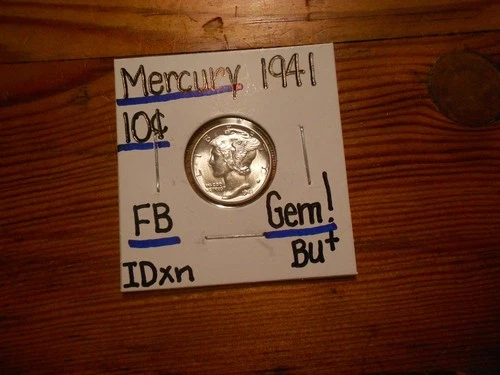 Mercury 1941
10¢
FB Gem!
IDxn BU+